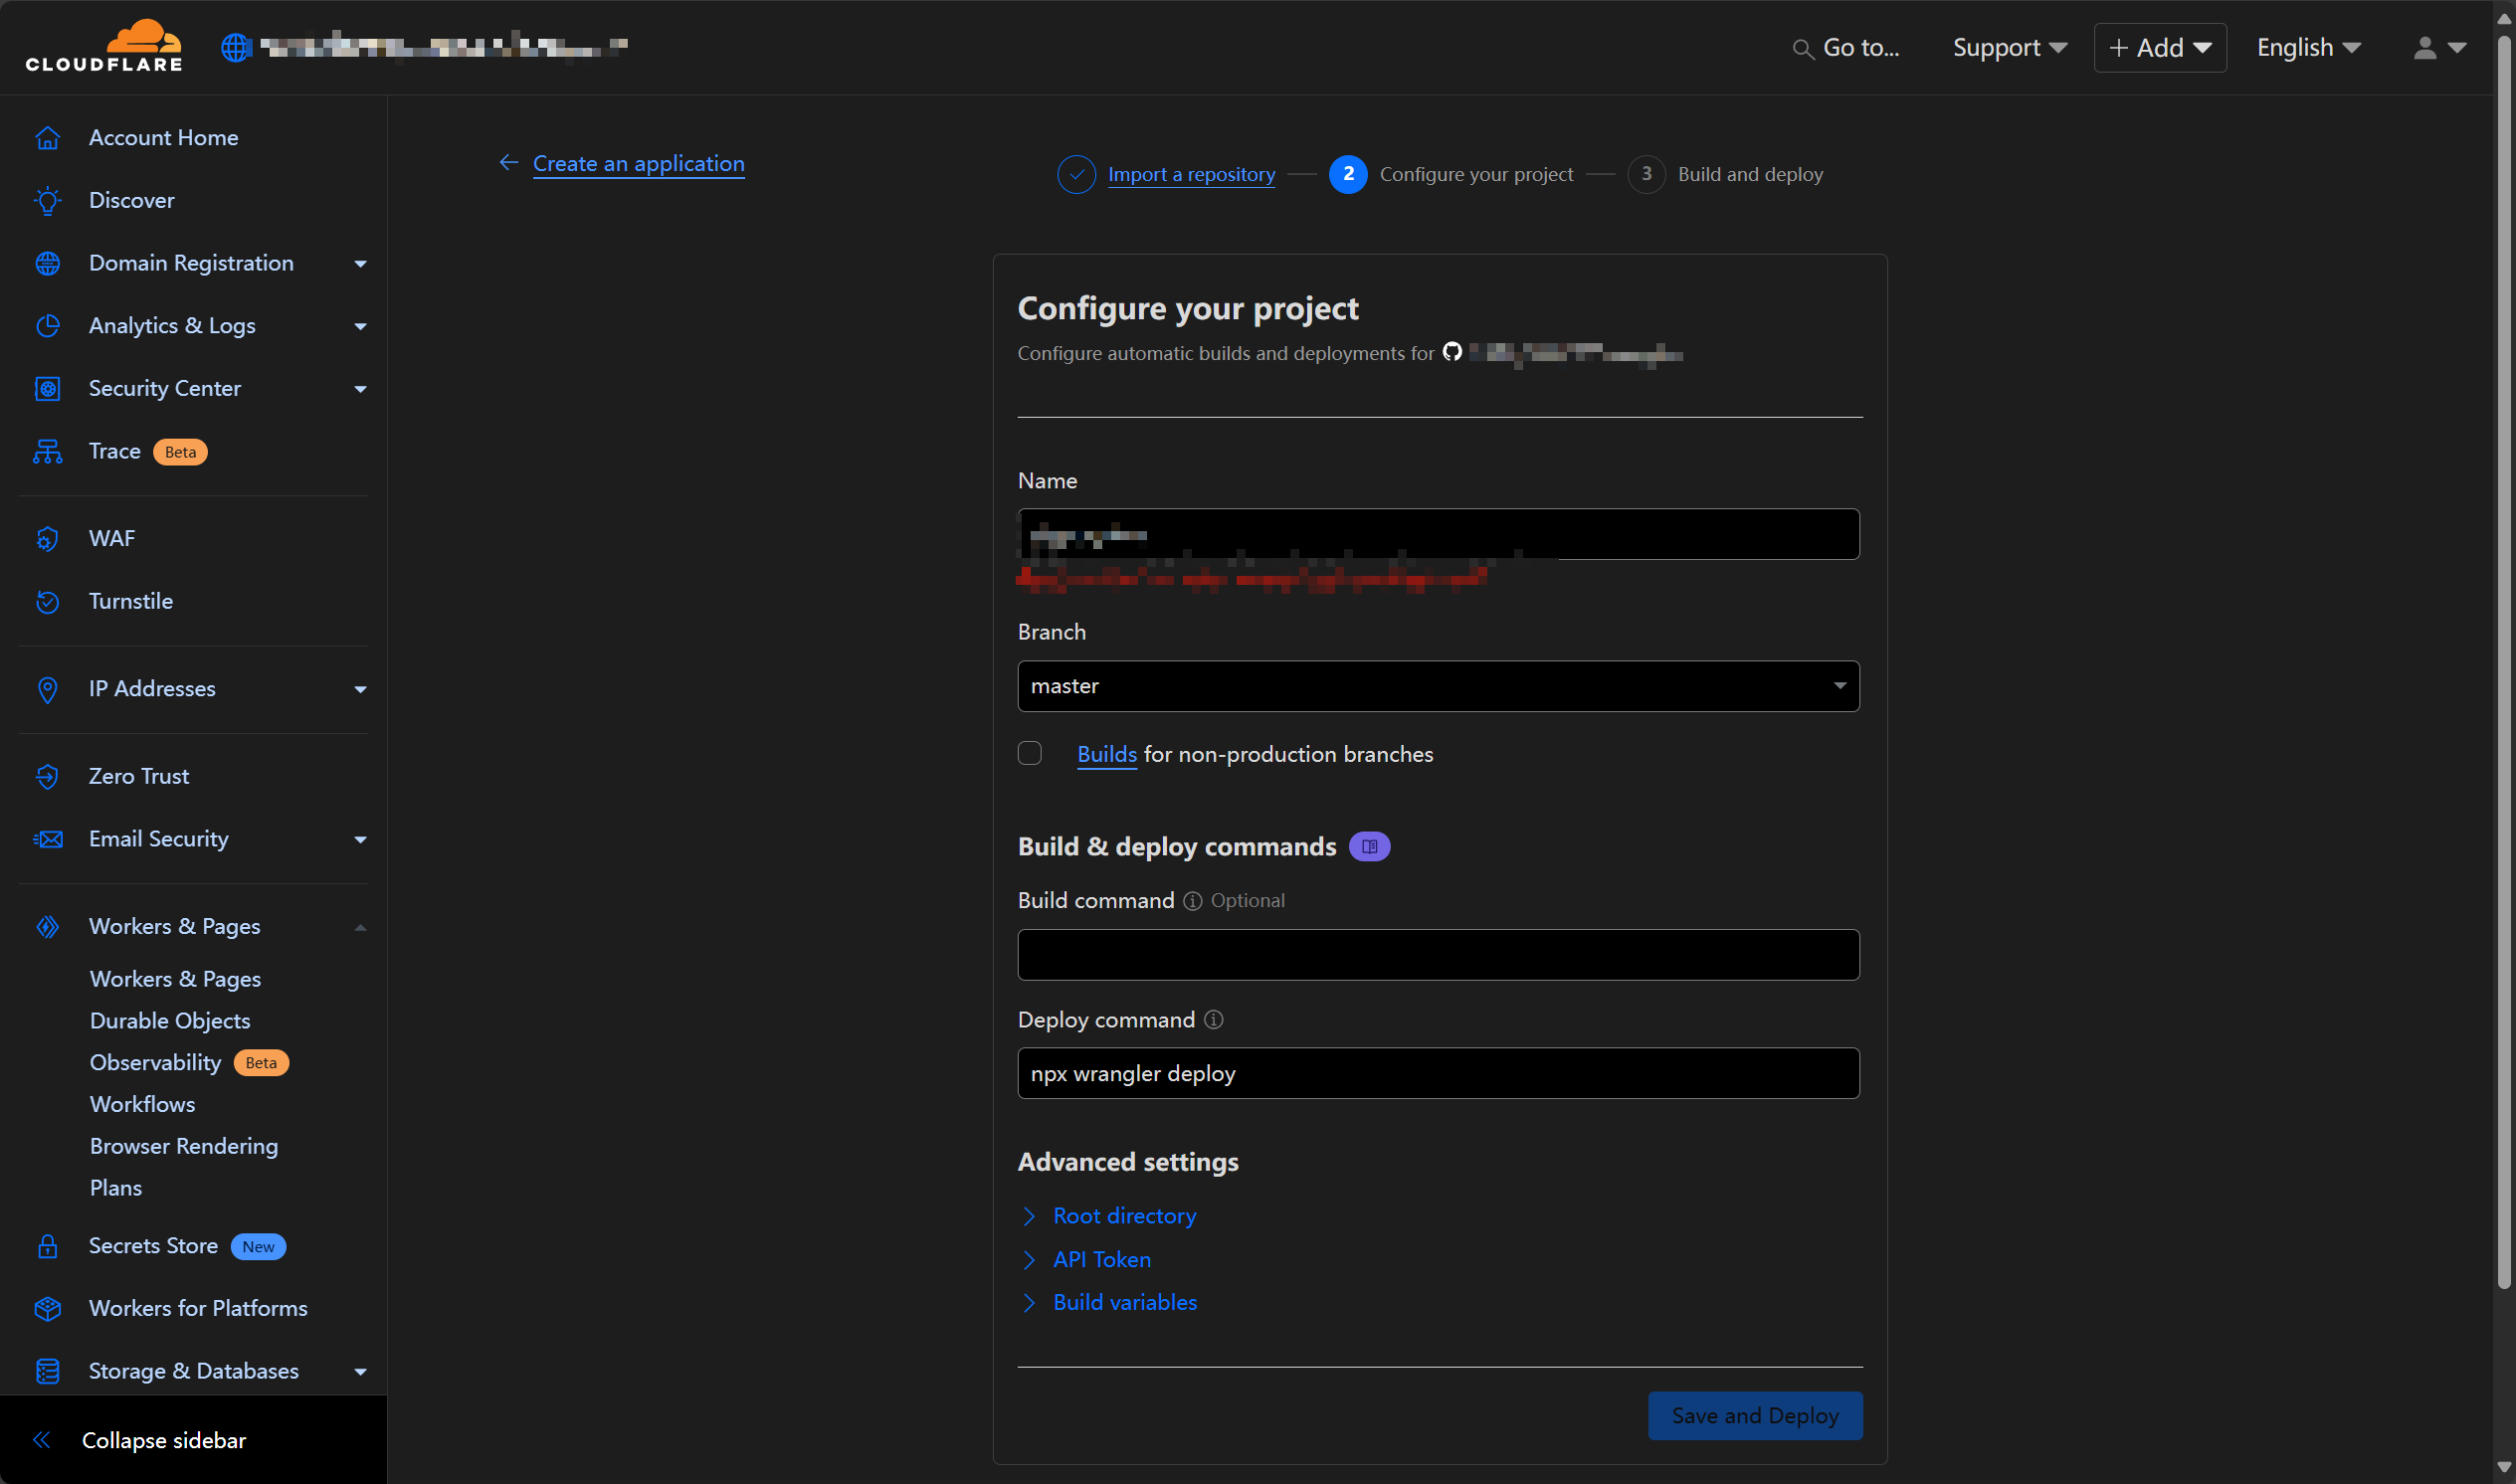 CLOUDFLARE
Go to...
Support
+ Add
English
Account Home
Discover
Domain Registration
Analytics & Logs
Security Center
Trace Beta
WAF
Turnstile
IP Addresses
Zero Trust
Email Security
Workers & Pages
Workers & Pages
Durable Objects
Observability Beta
Workflows
Browser Rendering
Plans
Secrets Store New
Workers for Platforms
Storage & Databases
Collapse sidebar
Create an application
Import a repository
2 Configure your project
3 Build and deploy
Configure your project
Configure automatic builds and deployments for
Name
Branch
master
Builds for non-production branches
Build & deploy commands
Build command Optional
Deploy command
npx wrangler deploy
Advanced settings
Root directory
API Token
Build variables
Save and Deploy